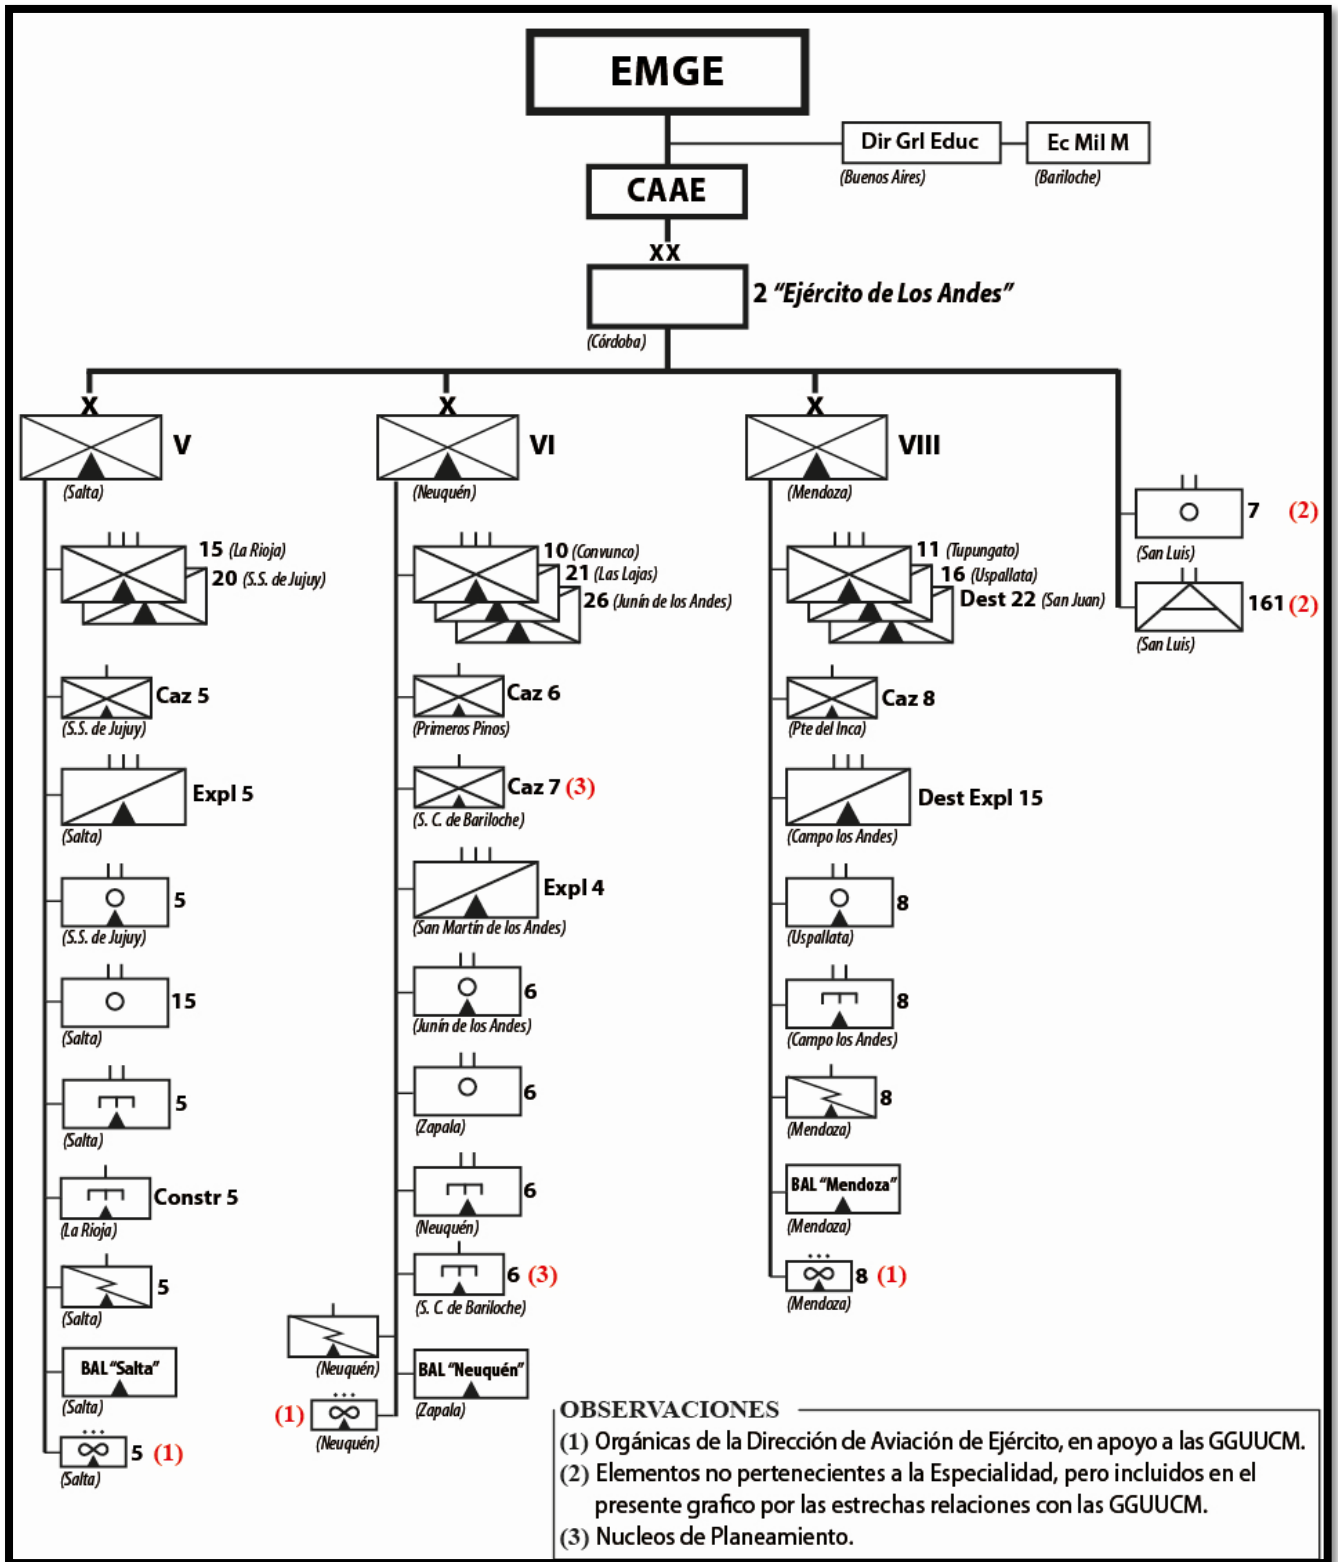 EMGE
Dir Grl Educ
Ec Mil M
(Buenos Aires)
(Bariloche)
CAAE
XX
2 “Ejército de Los Andes”
(Córdoba)
X
V
(Salta)
15 (La Rioja)
20 (S.S. de Jujuy)
Caz 5
(S.S. de Jujuy)
Expl 5
(Salta)
5
(S.S. de Jujuy)
15
(Salta)
5
(Salta)
Constr 5
(La Rioja)
5
(Salta)
BAL “Salta”
(Salta)
5 (1)
(Salta)
X
VI
(Neuquén)
10 (Convunco)
21 (Las Lajas)
26 (Junín de los Andes)
Caz 6
(Primeros Pinos)
Caz 7 (3)
(S. C. de Bariloche)
Expl 4
(San Martín de los Andes)
6
(Junín de los Andes)
6
(Zapala)
6
(Neuquén)
6 (3)
(S. C. de Bariloche)
(Neuquén)
BAL “Neuquén”
(Zapala)
(1)
(Neuquén)
X
VIII
(Mendoza)
11 (Tupungato)
16 (Uspallata)
Dest 22 (San Juan)
Caz 8
(Pte del Inca)
Dest Expl 15
(Campo los Andes)
8
(Uspallata)
8
(Campo los Andes)
8
(Mendoza)
BAL “Mendoza”
(Mendoza)
8 (1)
(Mendoza)
7 (2)
(San Luis)
161 (2)
(San Luis)
OBSERVACIONES
(1) Orgánicas de la Dirección de Aviación de Ejército, en apoyo a las GGUUCM.
(2) Elementos no pertenecientes a la Especialidad, pero incluidos en el
presente grafico por las estrechas relaciones con las GGUUCM.
(3) Nucleos de Planeamiento.